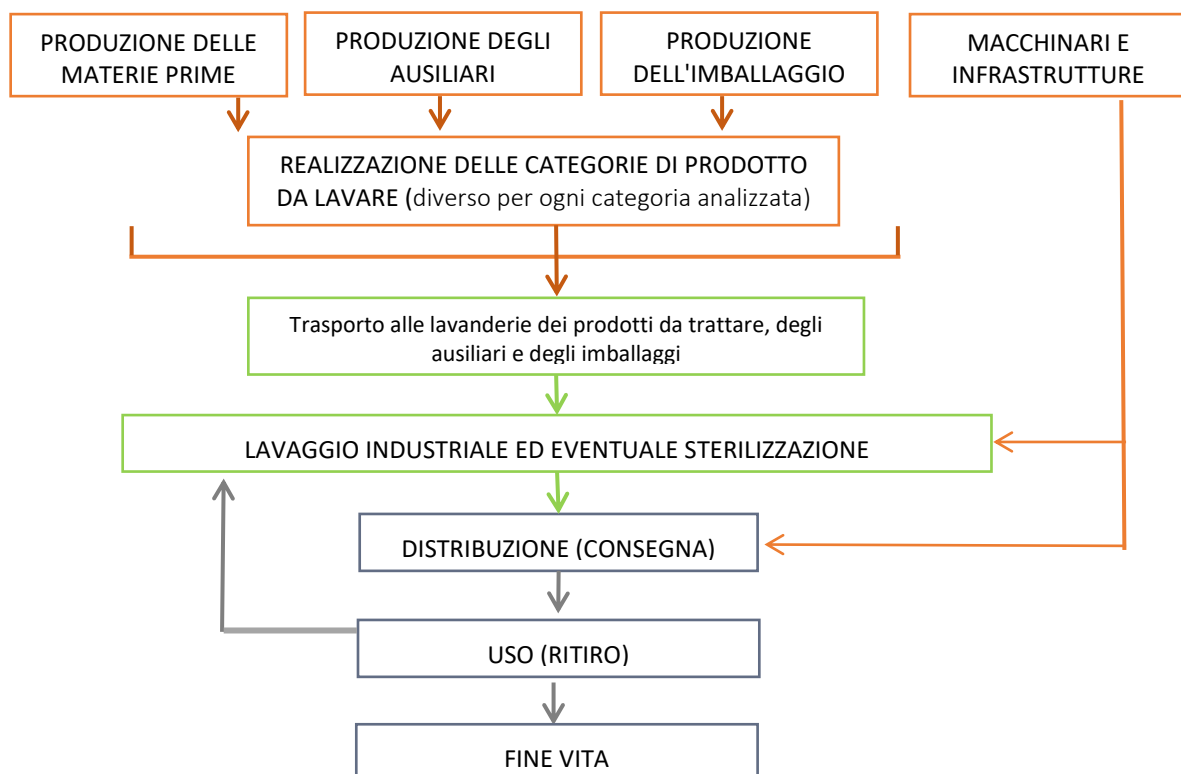 PRODUZIONE DELLE
MATERIE PRIME
PRODUZIONE DEGLI
AUSILIARI
PRODUZIONE
DELL'IMBALLAGGIO
MACCHINARI E
INFRASTRUTTURE
REALIZZAZIONE DELLE CATEGORIE DI PRODOTTO
DA LAVARE (diverso per ogni categoria analizzata)
Trasporto alle lavanderie dei prodotti da trattare, degli
ausiliari e degli imballaggi
LAVAGGIO INDUSTRIALE ED EVENTUALE STERILIZZAZIONE
DISTRIBUZIONE (CONSEGNA)
USO (RITIRO)
FINE VITA